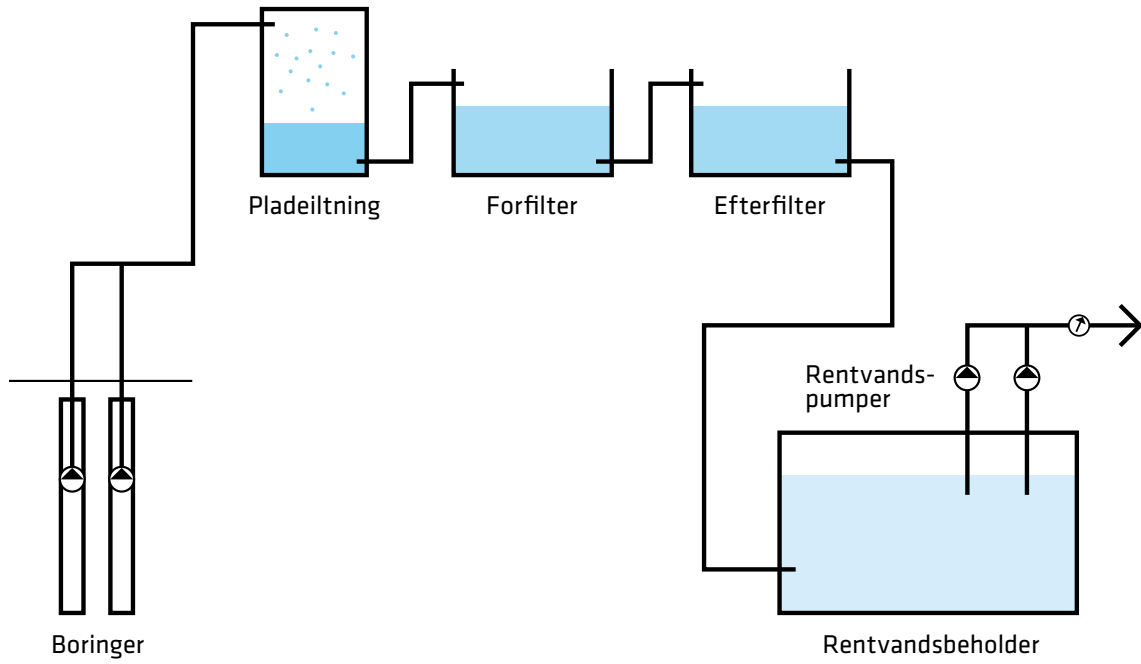 Pladeiltning
Forfilter
Efterfilter
Rentvands-
pumper
Boringer
Rentvandsbeholder